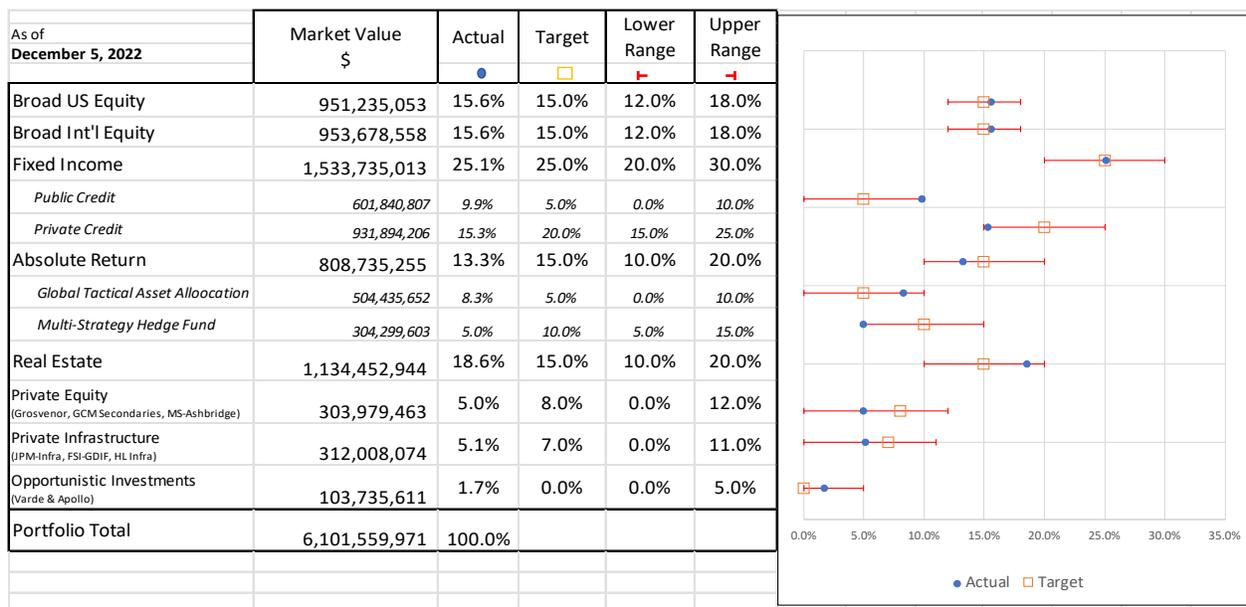 As of
December 5, 2022
Market Value
$
Actual
Target
Lower
Range
Upper
Range
Broad US Equity 951,235,053 15.6% 15.0% 12.0% 18.0%
Broad Int'l Equity 953,678,558 15.6% 15.0% 12.0% 18.0%
Fixed Income 1,533,735,013 25.1% 25.0% 20.0% 30.0%
Public Credit 601,840,807 9.9% 5.0% 0.0% 10.0%
Private Credit 931,894,206 15.3% 20.0% 15.0% 25.0%
Absolute Return 808,735,255 13.3% 15.0% 10.0% 20.0%
Global Tactical Asset Alloocation 504,435,652 8.3% 5.0% 0.0% 10.0%
Multi-Strategy Hedge Fund 304,299,603 5.0% 10.0% 5.0% 15.0%
Real Estate 1,134,452,944 18.6% 15.0% 10.0% 20.0%
Private Equity 303,979,463 5.0% 8.0% 0.0% 12.0%
(Grosvenor, GCM Secondaries, MS-Ashbridge)
Private Infrastructure 312,008,074 5.1% 7.0% 0.0% 11.0%
(JPM-Infra, FSI-GDIF, HL Infra)
Opportunistic Investments 103,735,611 1.7% 0.0% 0.0% 5.0%
(Varde & Apollo)
Portfolio Total 6,101,559,971 100.0%
0.0% 5.0% 10.0% 15.0% 20.0% 25.0% 30.0% 35.0%
Actual Target